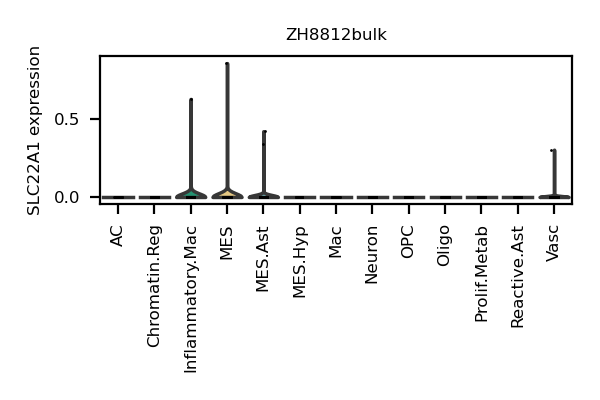 ZH8812bulk
SLC22A1 expression
0.5
0.0
AC
Chromatin.Reg
Inflammatory.Mac
MES
MES.Ast
MES.Hyp
Mac
Neuron
OPC
Oligo
Prolif.Metab
Reactive.Ast
Vasc